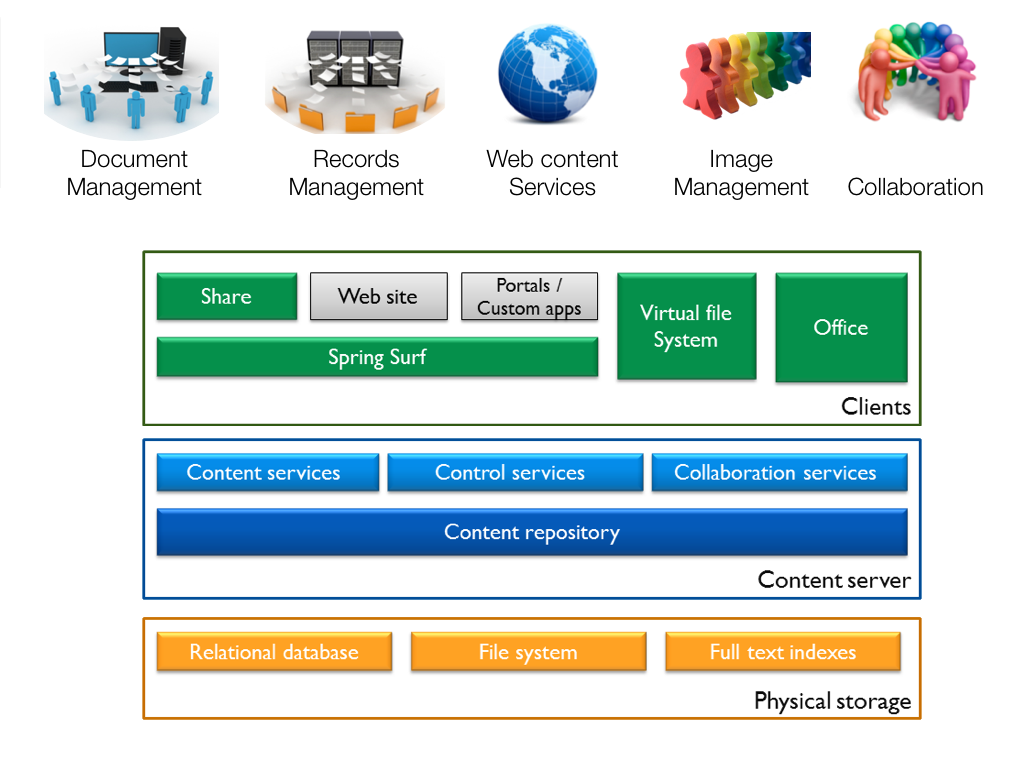 Document
Management
Records
Management
Web content
Services
Image
Management
Collaboration
Share
Web site
Portals /
Custom apps
Virtual file
System
Office
Spring Surf
Clients
Content services
Control services
Collaboration services
Content repository
Content server
Relational database
File system
Full text indexes
Physical storage